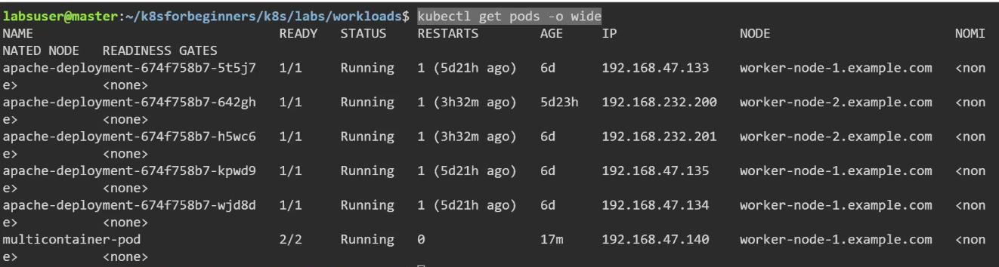 labsuser@master:~/k8sforbeginners/k8s/labs/workloads$ kubectl get pods -o wide
NAME READY STATUS RESTARTS AGE IP NODE NOMI
NATED NODE READINESS GATES
apache-deployment-674f758b7-5t5j7 1/1 Running 1 (5d21h ago) 6d 192.168.47.133 worker-node-1.example.com <non
e> <none>
apache-deployment-674f758b7-642gh 1/1 Running 1 (3h32m ago) 5d23h 192.168.232.200 worker-node-2.example.com <non
e> <none>
apache-deployment-674f758b7-h5wc6 1/1 Running 1 (3h32m ago) 6d 192.168.232.201 worker-node-2.example.com <non
e> <none>
apache-deployment-674f758b7-kpwd9 1/1 Running 1 (5d21h ago) 6d 192.168.47.135 worker-node-1.example.com <non
e> <none>
apache-deployment-674f758b7-wjd8d 1/1 Running 1 (5d21h ago) 6d 192.168.47.134 worker-node-1.example.com <non
e> <none>
multicontainer-pod 2/2 Running 0 17m 192.168.47.140 worker-node-1.example.com <non
e> <none>